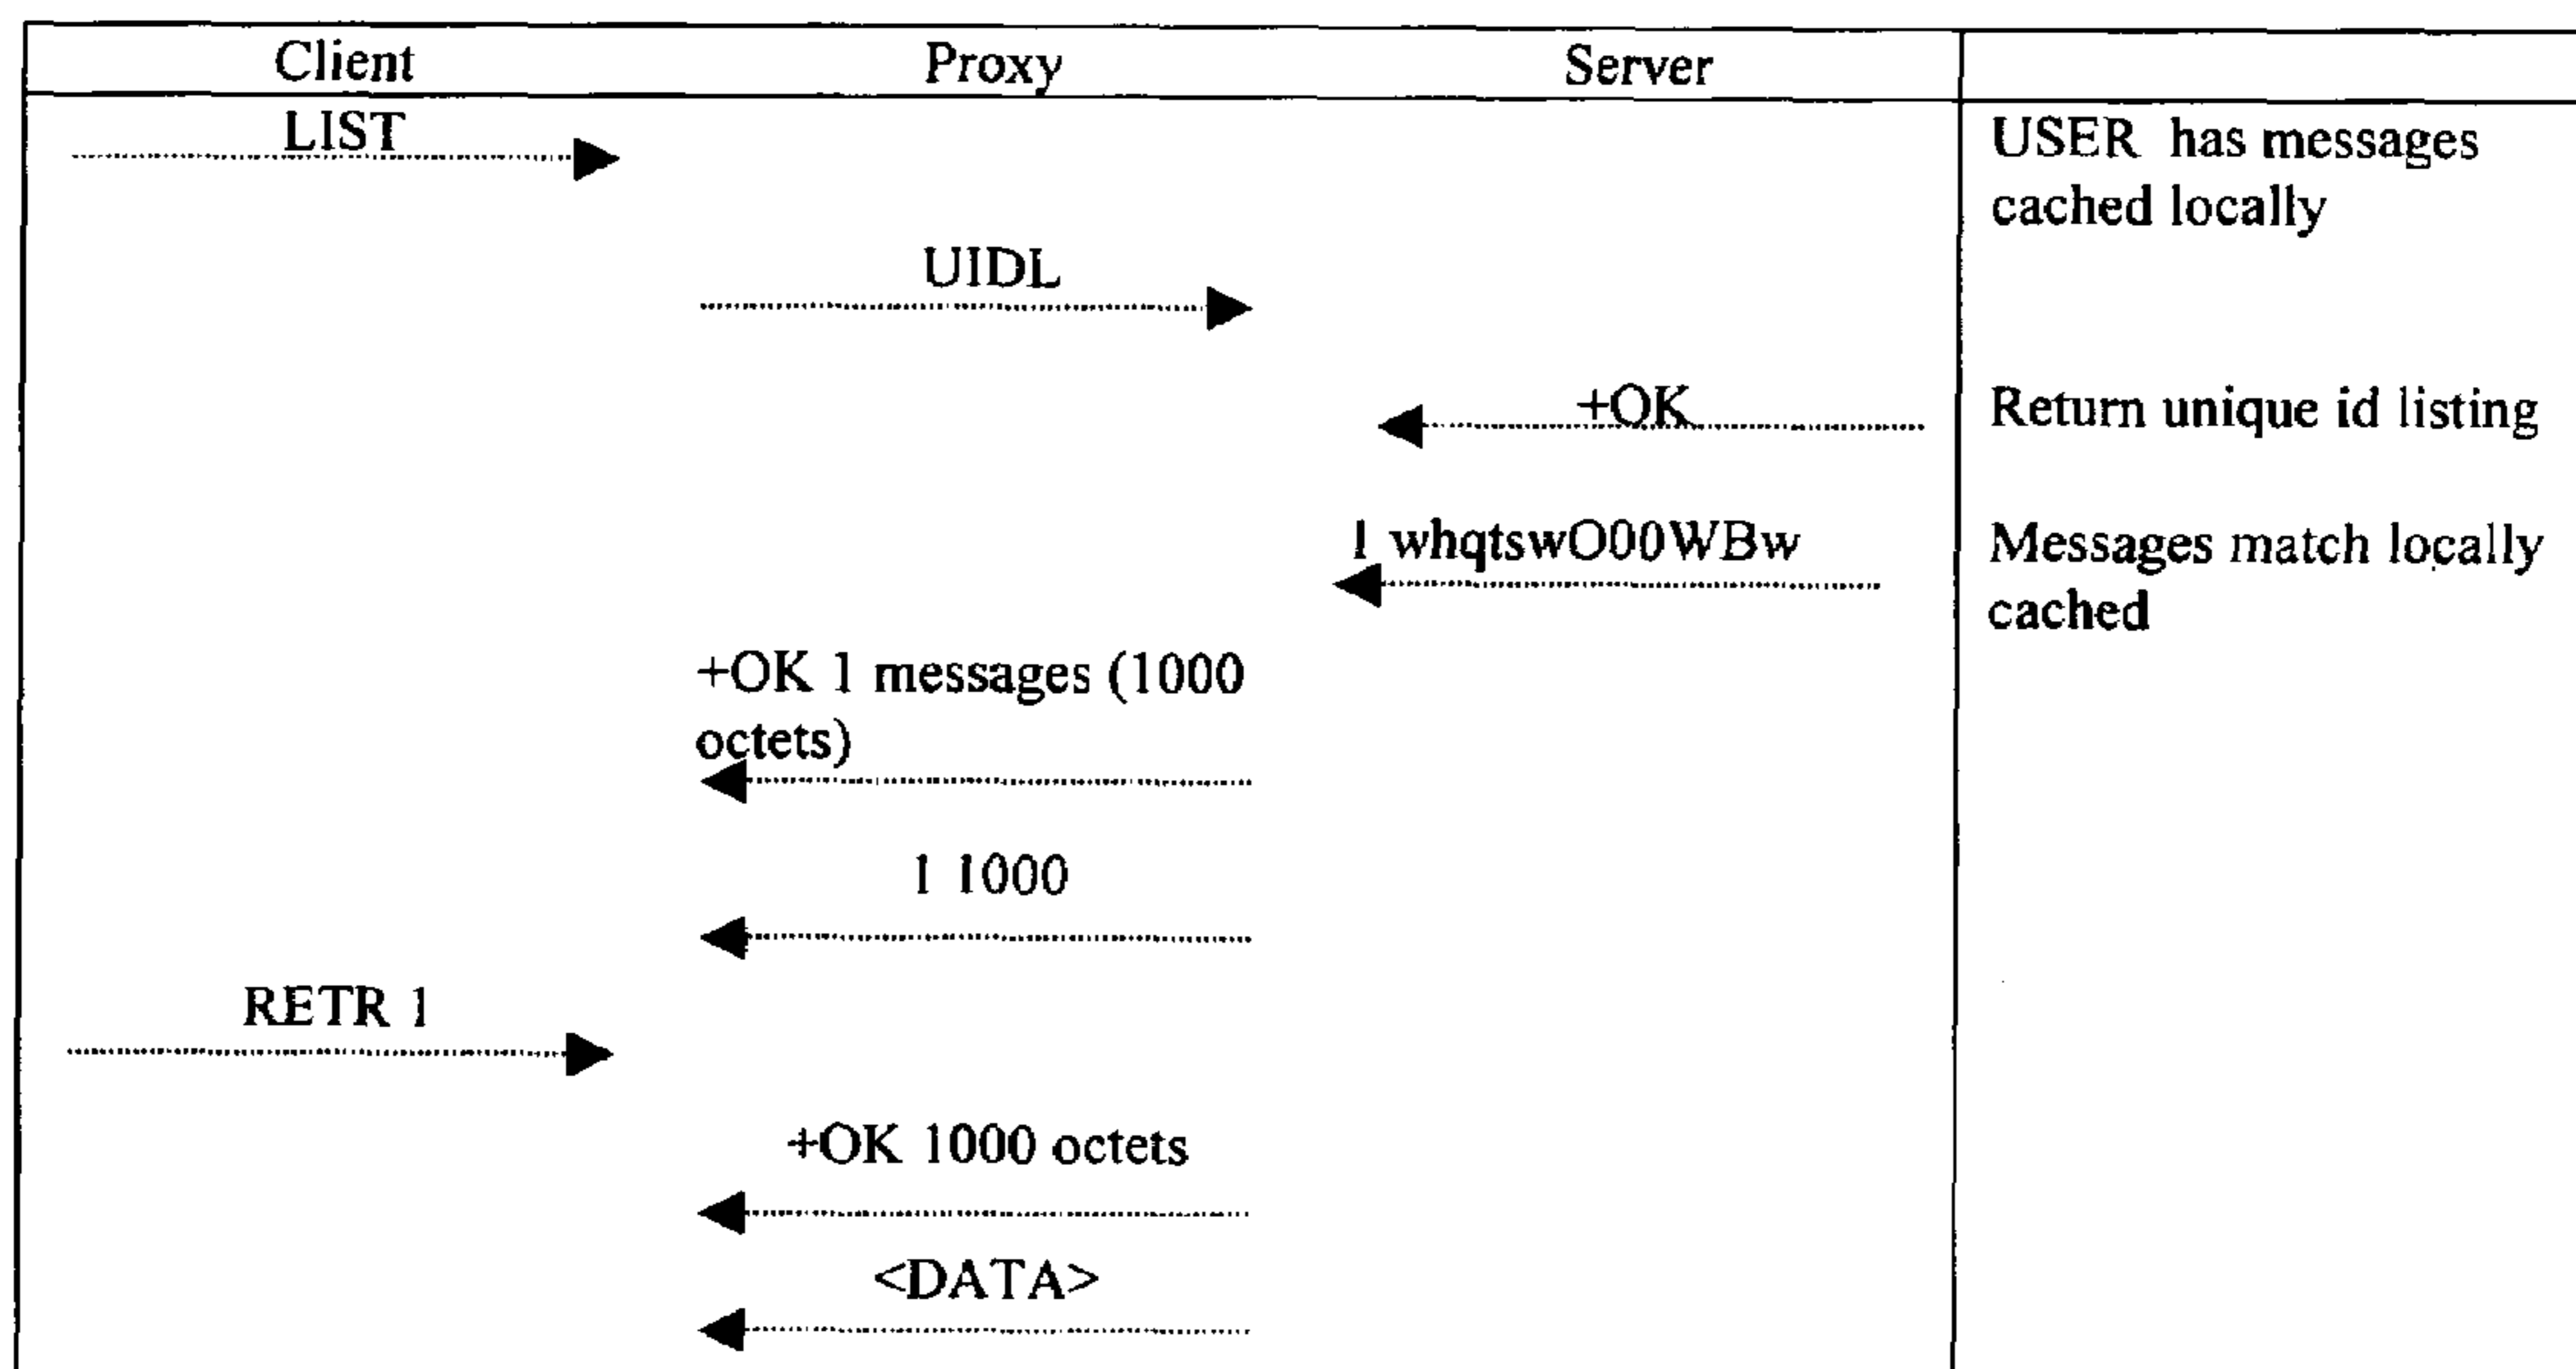 Client Proxy Server
LIST
USER has messages
cached locally
UIDL
+OK
Return unique id listing
1 whqtswO00WBw
Messages match locally
cached
+OK 1 messages (1000
octets)
1 1000
RETR 1
+OK 1000 octets
<DATA>